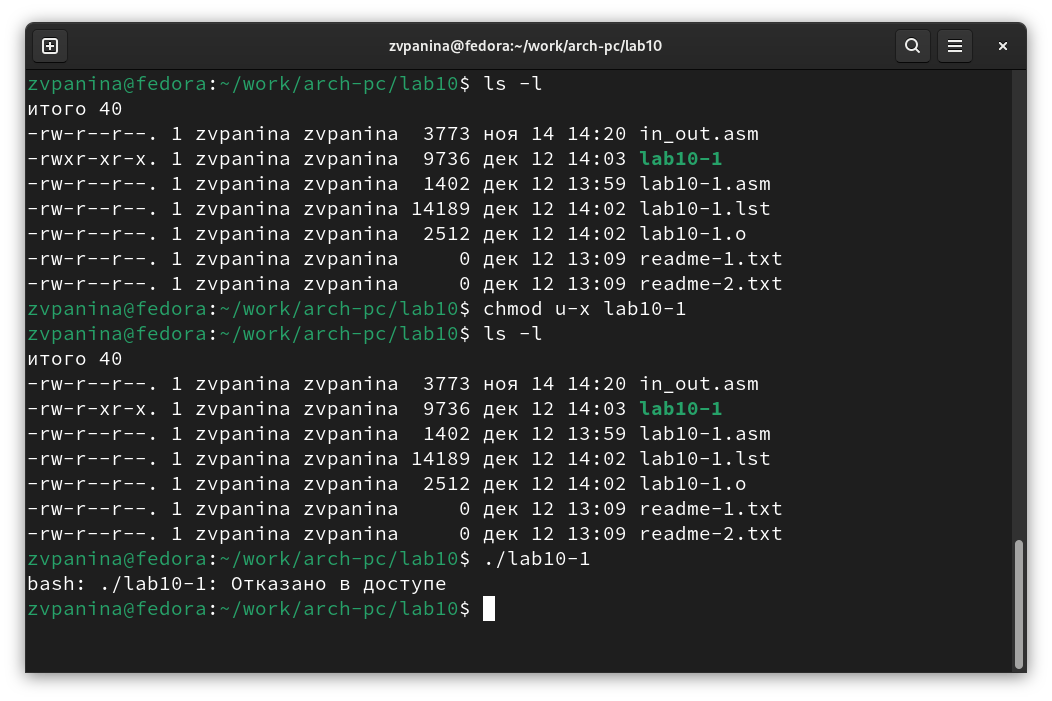 zvpanina@fedora:~/work/arch-pc/lab10
zvpanina@fedora:~/work/arch-pc/lab10$ ls -l
итого 40
-rw-r--r--. 1 zvpanina zvpanina  3773 ноя 14 14:20 in_out.asm
-rwxr-xr-x. 1 zvpanina zvpanina  9736 дек 12 14:03 lab10-1
-rw-r--r--. 1 zvpanina zvpanina  1402 дек 12 13:59 lab10-1.asm
-rw-r--r--. 1 zvpanina zvpanina 14189 дек 12 14:02 lab10-1.lst
-rw-r--r--. 1 zvpanina zvpanina  2512 дек 12 14:02 lab10-1.o
-rw-r--r--. 1 zvpanina zvpanina     0 дек 12 13:09 readme-1.txt
-rw-r--r--. 1 zvpanina zvpanina     0 дек 12 13:09 readme-2.txt
zvpanina@fedora:~/work/arch-pc/lab10$ chmod u-x lab10-1
zvpanina@fedora:~/work/arch-pc/lab10$ ls -l
итого 40
-rw-r--r--. 1 zvpanina zvpanina  3773 ноя 14 14:20 in_out.asm
-rw-r-xr-x. 1 zvpanina zvpanina  9736 дек 12 14:03 lab10-1
-rw-r--r--. 1 zvpanina zvpanina  1402 дек 12 13:59 lab10-1.asm
-rw-r--r--. 1 zvpanina zvpanina 14189 дек 12 14:02 lab10-1.lst
-rw-r--r--. 1 zvpanina zvpanina  2512 дек 12 14:02 lab10-1.o
-rw-r--r--. 1 zvpanina zvpanina     0 дек 12 13:09 readme-1.txt
-rw-r--r--. 1 zvpanina zvpanina     0 дек 12 13:09 readme-2.txt
zvpanina@fedora:~/work/arch-pc/lab10$ ./lab10-1
bash: ./lab10-1: Отказано в доступе
zvpanina@fedora:~/work/arch-pc/lab10$